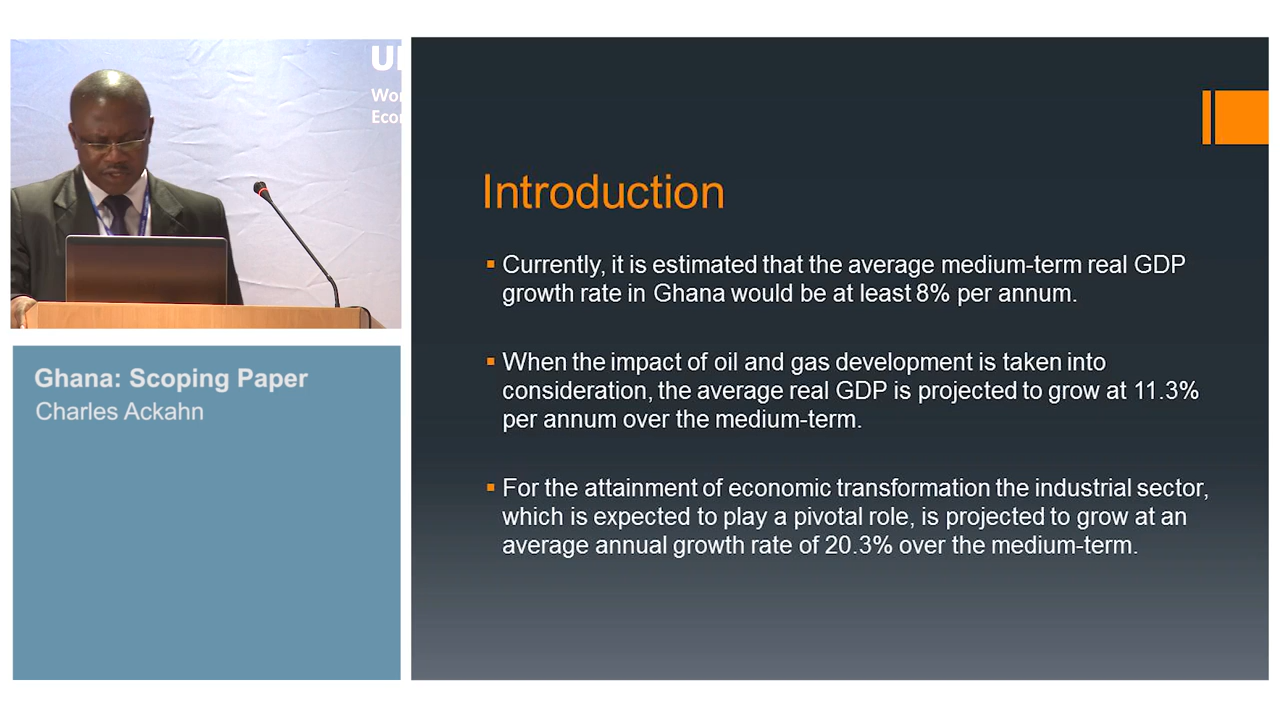 Wor
Eco
Ghana: Scoping Paper
Charles Ackahn
Introduction
Currently, it is estimated that the average medium-term real GDP
growth rate in Ghana would be at least 8% per annum.
When the impact of oil and gas development is taken into
consideration, the average real GDP is projected to grow at 11.3%
per annum over the medium-term.
For the attainment of economic transformation the industrial sector,
which is expected to play a pivotal role, is projected to grow at an
average annual growth rate of 20.3% over the medium-term.